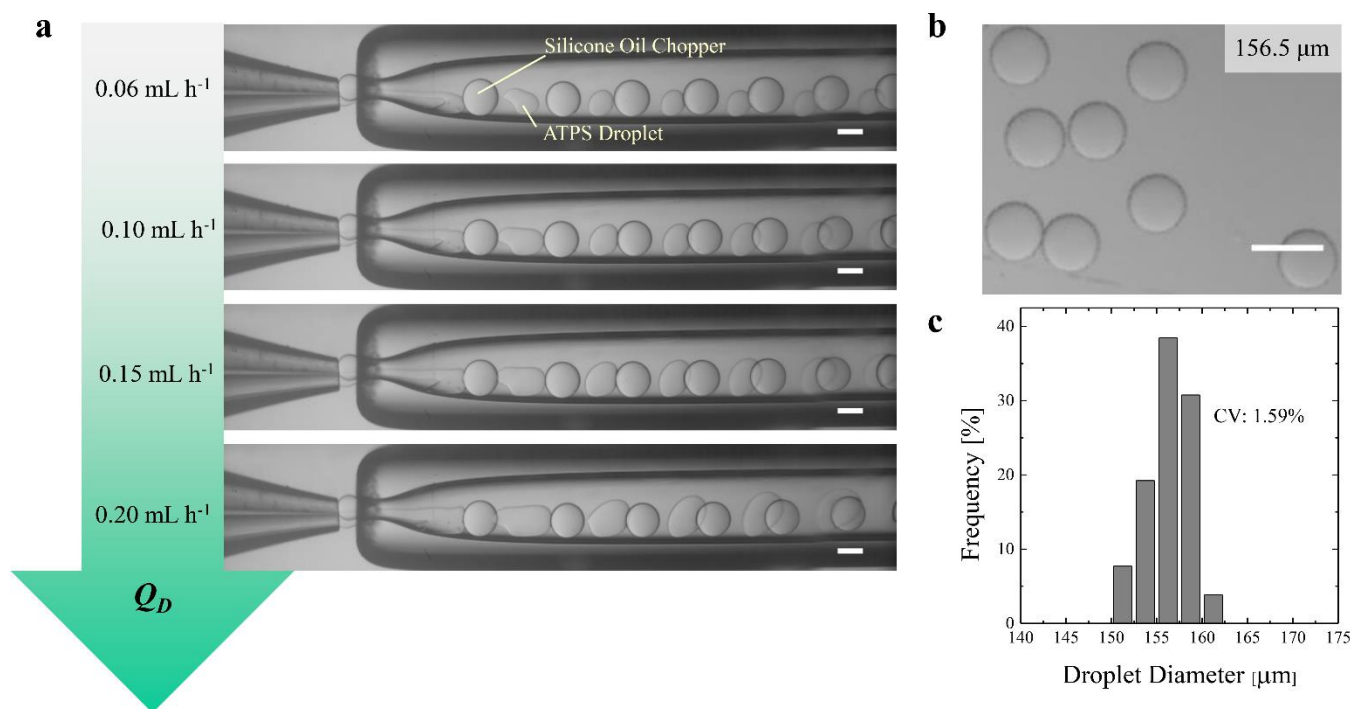 a
0.06 mL h⁻¹
Silicone Oil Chopper
ATPS Droplet
0.10 mL h⁻¹
0.15 mL h⁻¹
0.20 mL h⁻¹
Q_D
b
156.5 μm
c
Frequency [%]
40
30
20
10
0
CV: 1.59%
140 145 150 155 160 165 170 175
Droplet Diameter [μm]